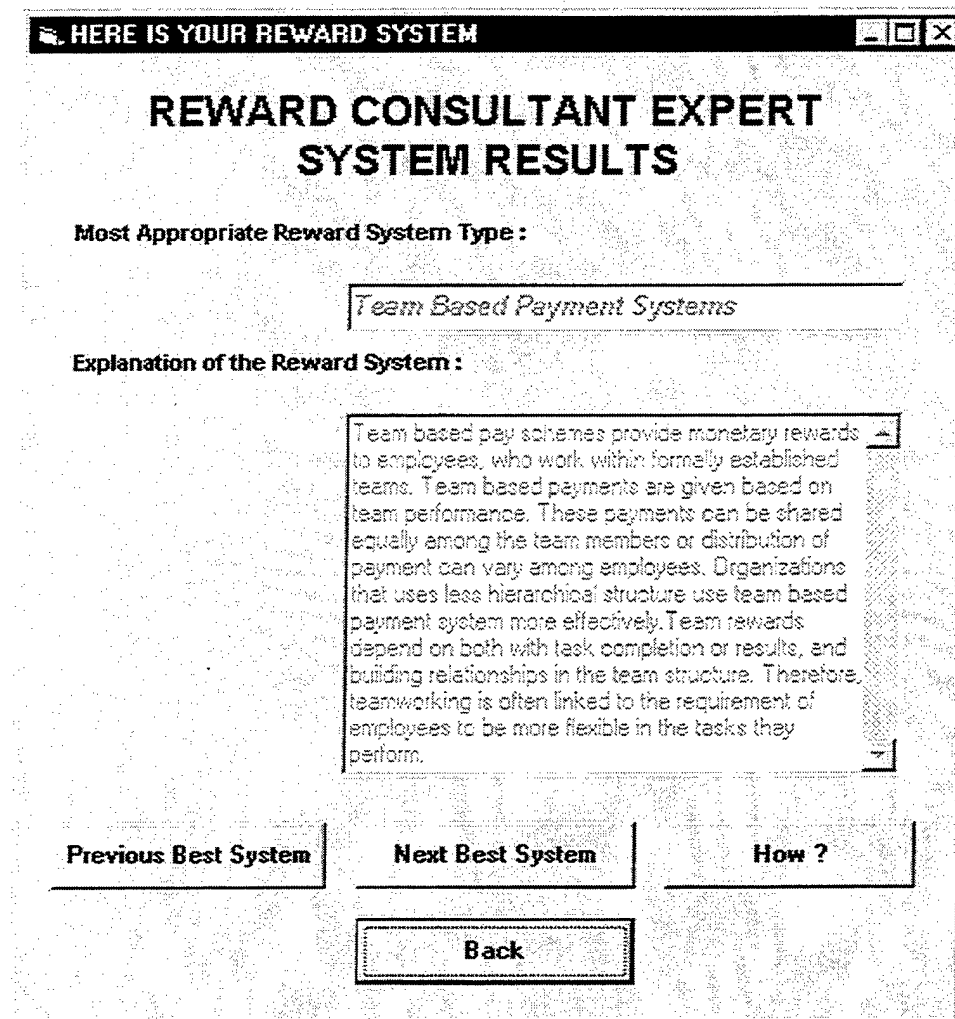 HERE IS YOUR REWARD SYSTEM
REWARD CONSULTANT EXPERT
SYSTEM RESULTS
Most Appropriate Reward System Type :
Team Based Payment Systems
Explanation of the Reward System :
Team based pay schemes provide monetary rewards
to employees, who work within formally established
teams. Team based payments are given based on
team performance. These payments can be shared
equally among the team members or distribution of
payment can vary among employees. Organizations
that uses less hierarchical structure use team based
payment system more effectively.Team rewards
depend on both with task completion or results, and
building relationships in the team structure. Therefore,
teamworking is often linked to the requirement of
employees to be more flexible in the tasks they
perform.
Previous Best System
Next Best System
How ?
Back